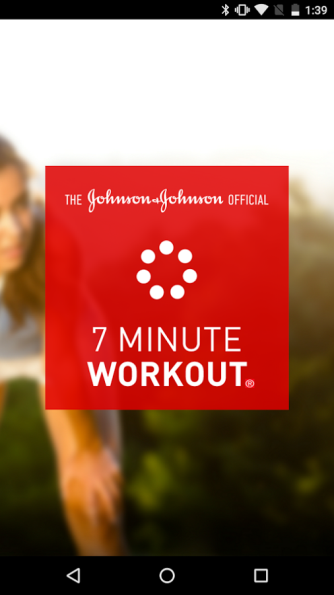 1:39
THE Johnson & Johnson OFFICIAL
7 MINUTE
WORKOUT®